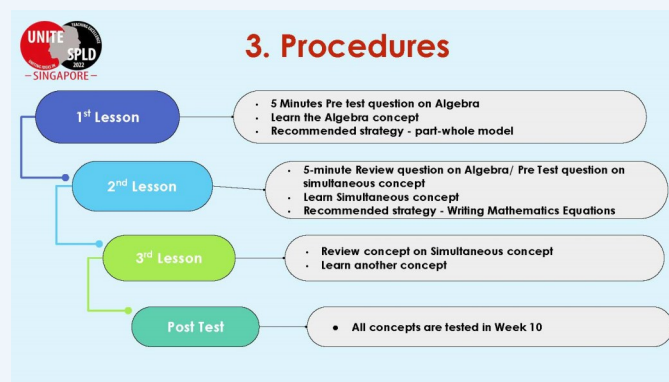 UNITE
SPLD
2022
– SINGAPORE –
3. Procedures
1st Lesson
• 5 Minutes Pre test question on Algebra
• Learn the Algebra concept
• Recommended strategy - part-whole model
2nd Lesson
• 5-minute Review question on Algebra/ Pre Test question on
simultaneous concept
• Learn Simultaneous concept
• Recommended strategy - Writing Mathematics Equations
3rd Lesson
• Review concept on Simultaneous concept
• Learn another concept
Post Test
• All concepts are tested in Week 10